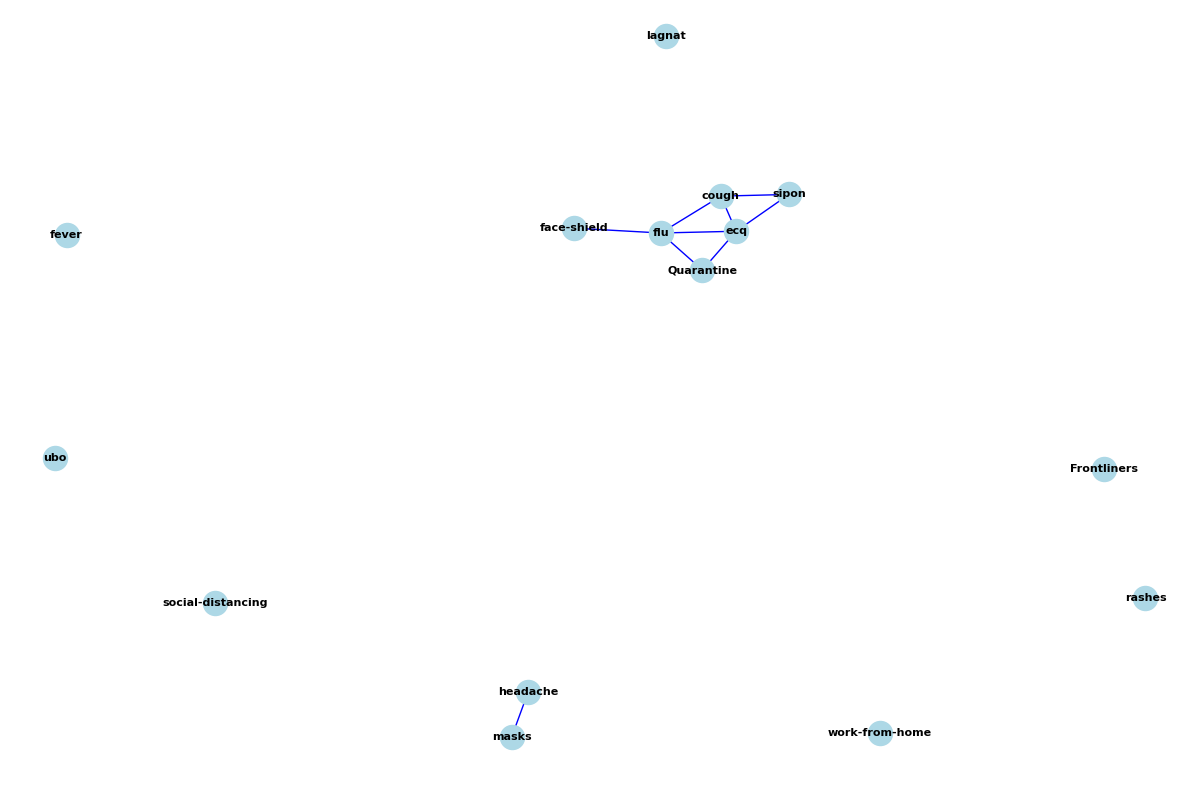 lagnat
cough
sipon
face-shield
flu
ecq
fever
Quarantine
ubo
Frontliners
social-distancing
rashes
headache
masks
work-from-home